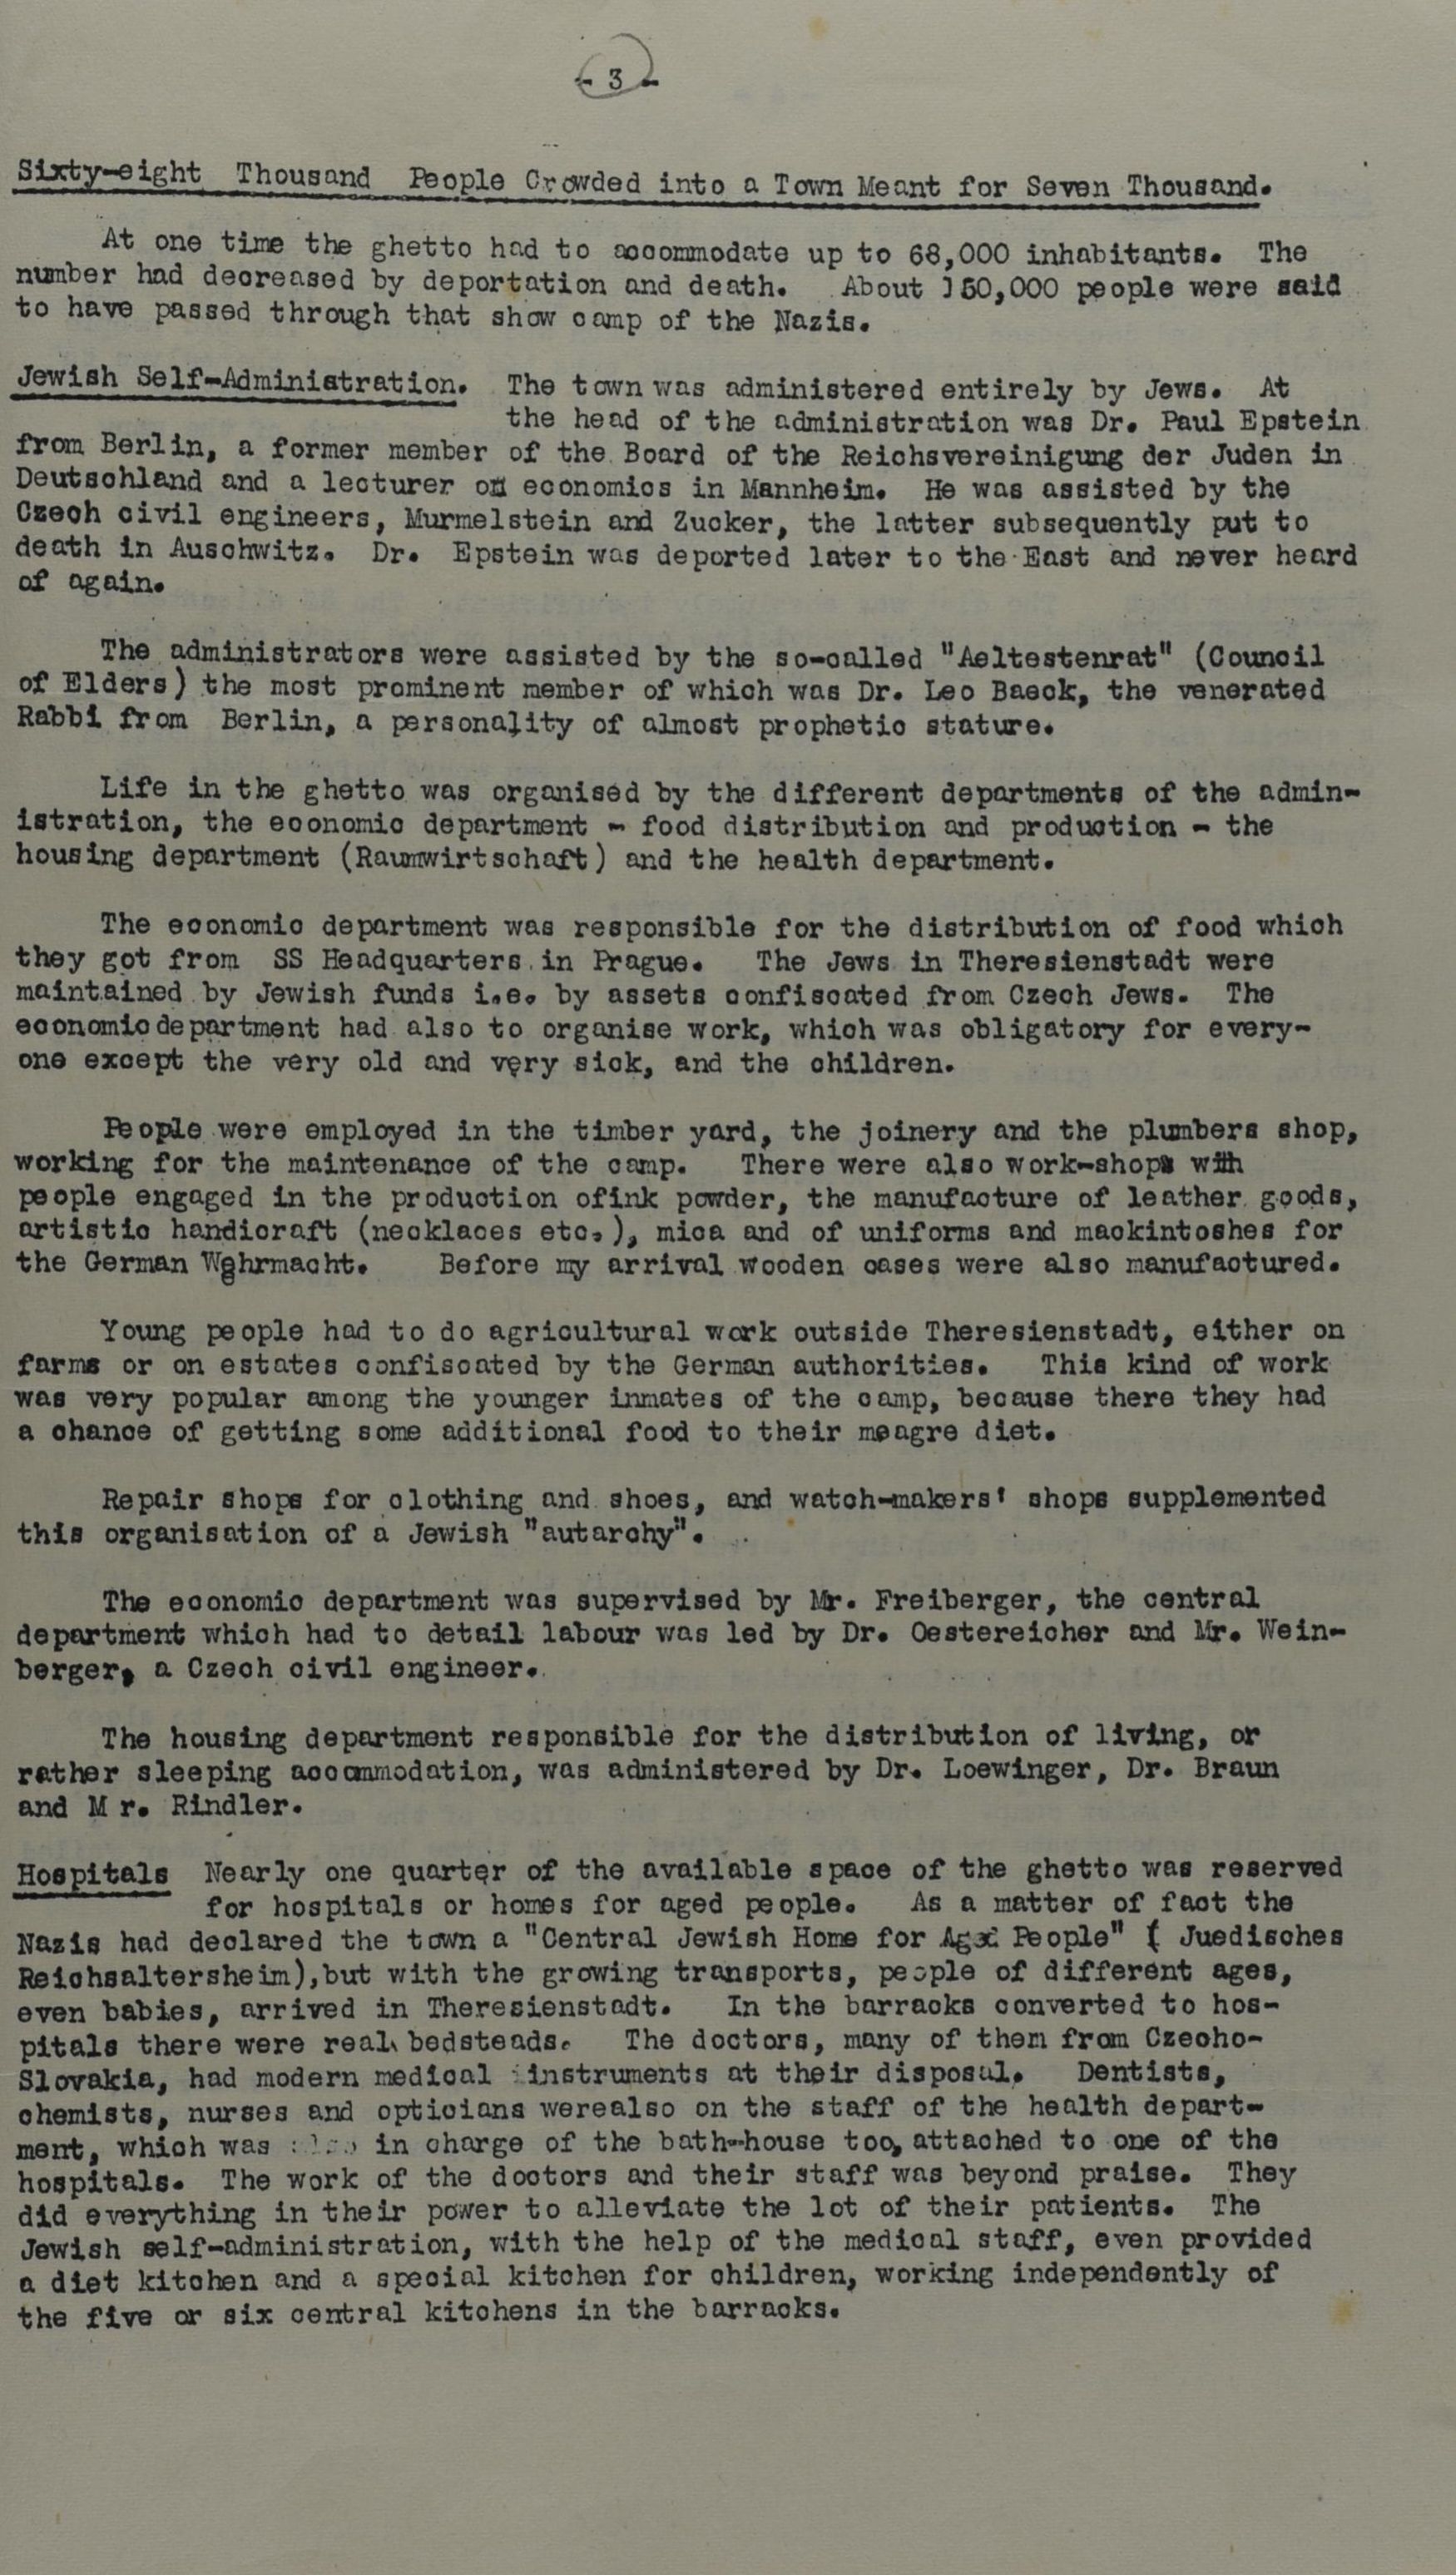 - 3 -
Sixty-eight Thousand People Crowded into a Town Meant for Seven Thousand.
At one time the ghetto had to accommodate up to 68,000 inhabitants. The
number had decreased by deportation and death. About 150,000 people were said
to have passed through that show camp of the Nazis.
Jewish Self-Administration. The town was administered entirely by Jews. At
the head of the administration was Dr. Paul Epstein
from Berlin, a former member of the Board of the Reichsvereinigung der Juden in
Deutschland and a lecturer on economics in Mannheim. He was assisted by the
Czech civil engineers, Murmelstein and Zucker, the latter subsequently put to
death in Auschwitz. Dr. Epstein was deported later to the East and never heard
of again.
The administrators were assisted by the so-called "Aeltestenrat" (Council
of Elders) the most prominent member of which was Dr. Leo Baeck, the venerated
Rabbi from Berlin, a personality of almost prophetic stature.
Life in the ghetto was organised by the different departments of the admin-
istration, the economic department - food distribution and production - the
housing department (Raumwirtschaft) and the health department.
The economic department was responsible for the distribution of food which
they got from SS Headquarters in Prague. The Jews in Theresienstadt were
maintained by Jewish funds i.e. by assets confiscated from Czech Jews. The
economic department had also to organise work, which was obligatory for every-
one except the very old and very sick, and the children.
People were employed in the timber yard, the joinery and the plumbers shop,
working for the maintenance of the camp. There were also work-shops with
people engaged in the production ofink powder, the manufacture of leather goods,
artistic handicraft (necklaces etc.), mica and of uniforms and mackintoshes for
the German Wehrmacht. Before my arrival wooden cases were also manufactured.
Young people had to do agricultural work outside Theresienstadt, either on
farms or on estates confiscated by the German authorities. This kind of work
was very popular among the younger inmates of the camp, because there they had
a chance of getting some additional food to their meagre diet.
Repair shops for clothing and shoes, and watch-makers' shops supplemented
this organisation of a Jewish "autarchy".
The economic department was supervised by Mr. Freiberger, the central
department which had to detail labour was led by Dr. Oestereicher and Mr. Wein-
berger, a Czech civil engineer.
The housing department responsible for the distribution of living, or
rather sleeping accommodation, was administered by Dr. Loewinger, Dr. Braun
and M r. Rindler.
Hospitals Nearly one quarter of the available space of the ghetto was reserved
for hospitals or homes for aged people. As a matter of fact the
Nazis had declared the town a "Central Jewish Home for Aged People" ( Juedisches
Reichsaltersheim),but with the growing transports, people of different ages,
even babies, arrived in Theresienstadt. In the barracks converted to hos-
pitals there were real bedsteads. The doctors, many of them from Czecho-
Slovakia, had modern medical instruments at their disposal. Dentists,
chemists, nurses and opticians werealso on the staff of the health depart-
ment, which was in charge of the bath-house too, attached to one of the
hospitals. The work of the doctors and their staff was beyond praise. They
did everything in their power to alleviate the lot of their patients. The
Jewish self-administration, with the help of the medical staff, even provided
a diet kitchen and a special kitchen for children, working independently of
the five or six central kitchens in the barracks.